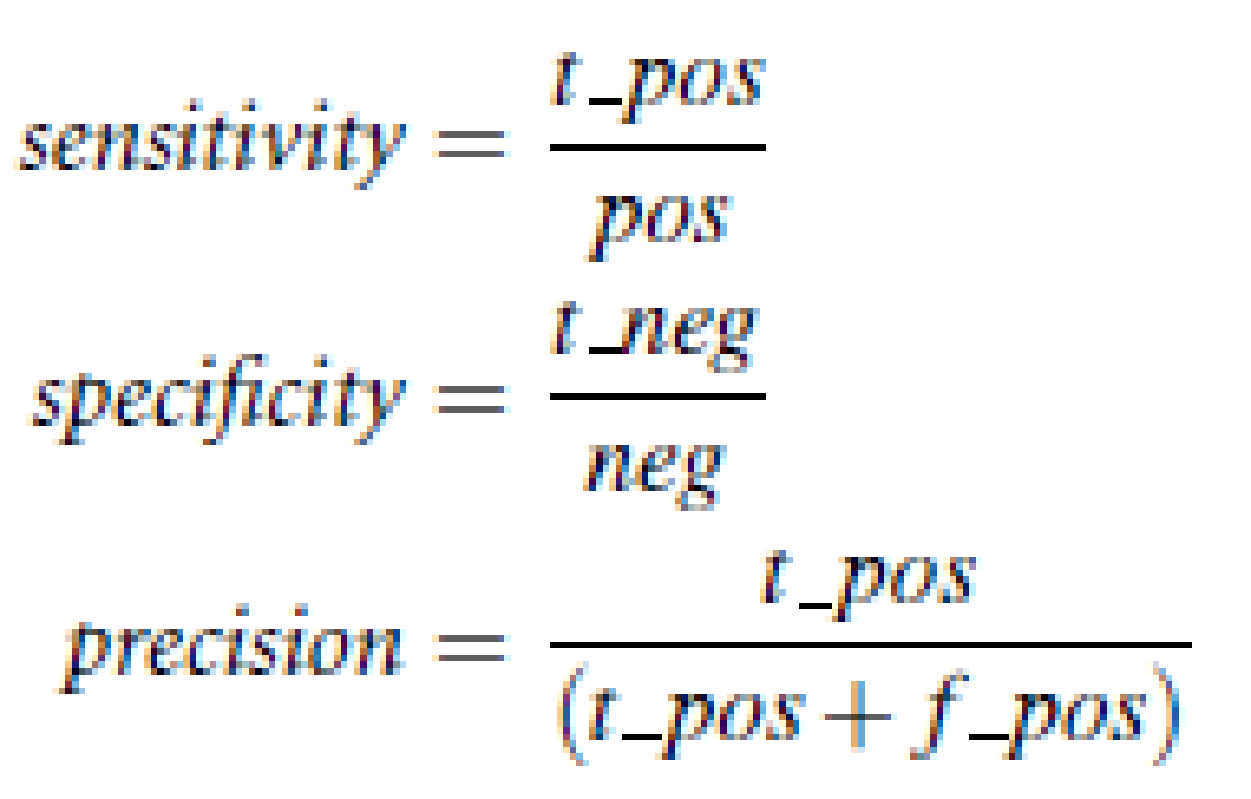 sensitivity = t_pos / pos
specificity = t_neg / neg
precision = t_pos / (t_pos + f_pos)